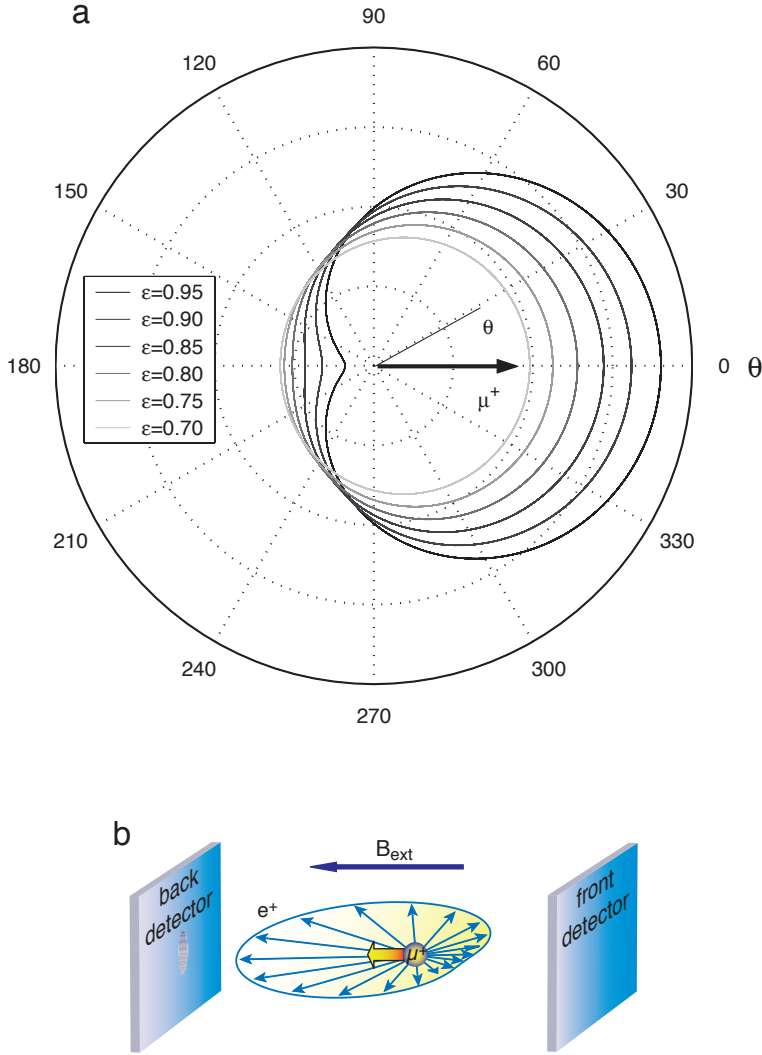 a
90
120
60
150
30
ε=0.95
ε=0.90
ε=0.85
ε=0.80
ε=0.75
ε=0.70
θ
180
0 θ
μ+
210
330
240
300
270
b
Bext
back
detector
front
detector
e+
μ+